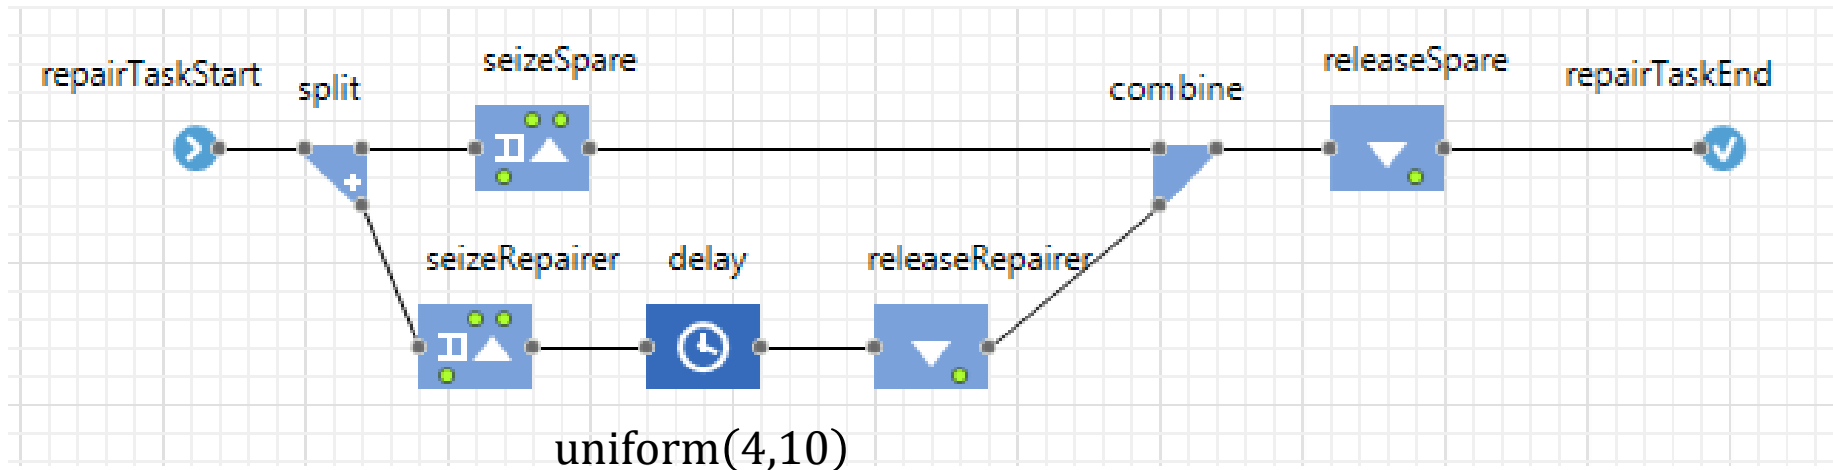 repairTaskStart
split
seizeSpare
combine
releaseSpare
repairTaskEnd
seizeRepairer
delay
releaseRepairer
uniform(4,10)